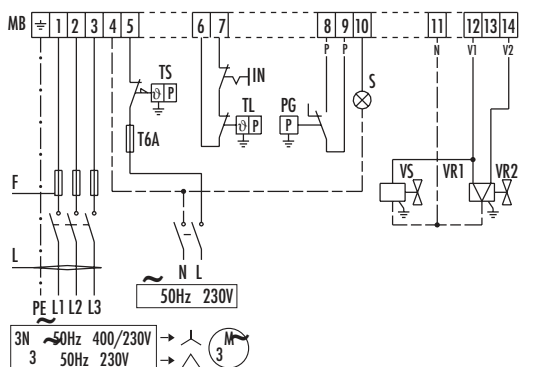 MB 1 2 3 4 5 6 7 8 9 10 11 12 13 14
P P N V1 V2
TS IN S
ϑ P
TL PG
ϑ P P
T6A
VS VR1 VR2
F
L
N L
50Hz 230V
PE L1 L2 L3
3N ~ 50Hz 400/230V
M
3
3 ~ 50Hz 230V